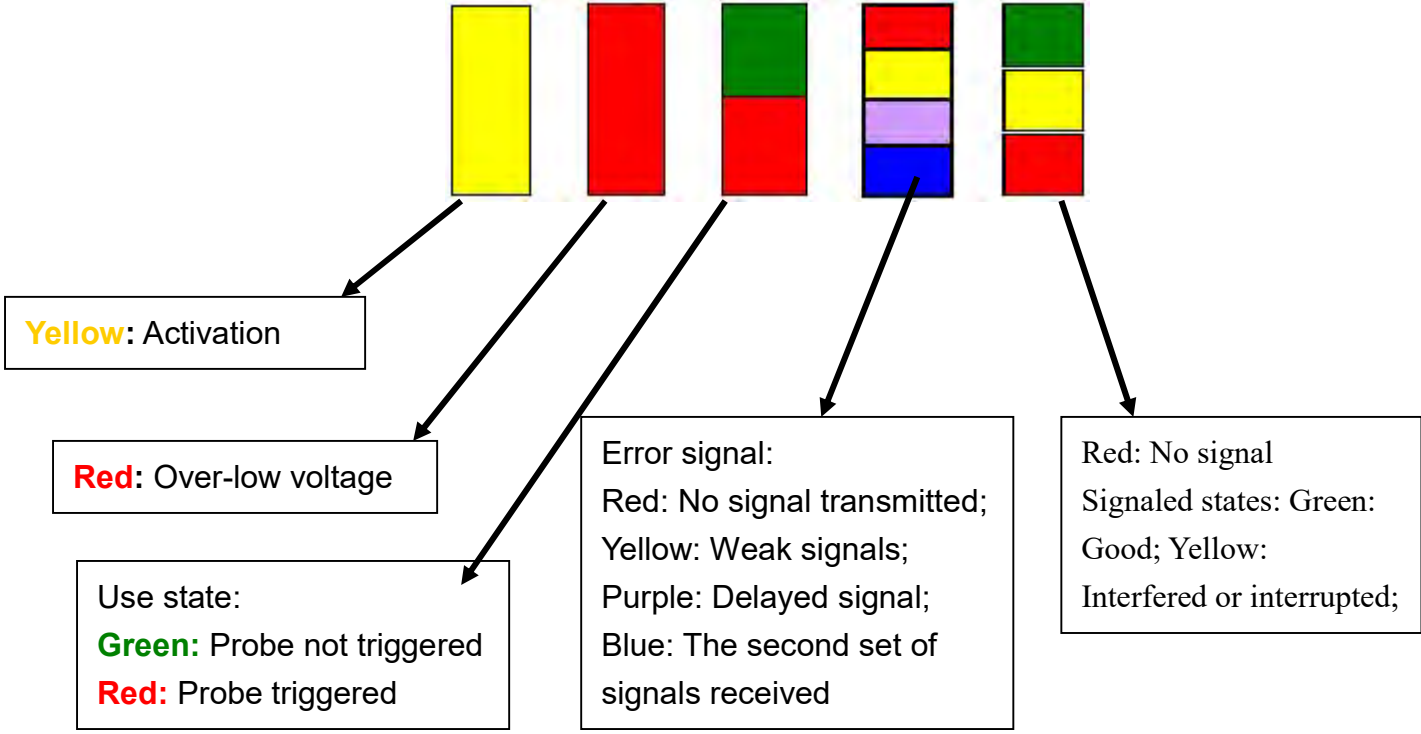 Yellow: Activation
Red: Over-low voltage
Use state:
Green: Probe not triggered
Red: Probe triggered
Error signal:
Red: No signal transmitted;
Yellow: Weak signals;
Purple: Delayed signal;
Blue: The second set of
signals received
Red: No signal
Signaled states: Green:
Good; Yellow:
Interfered or interrupted;